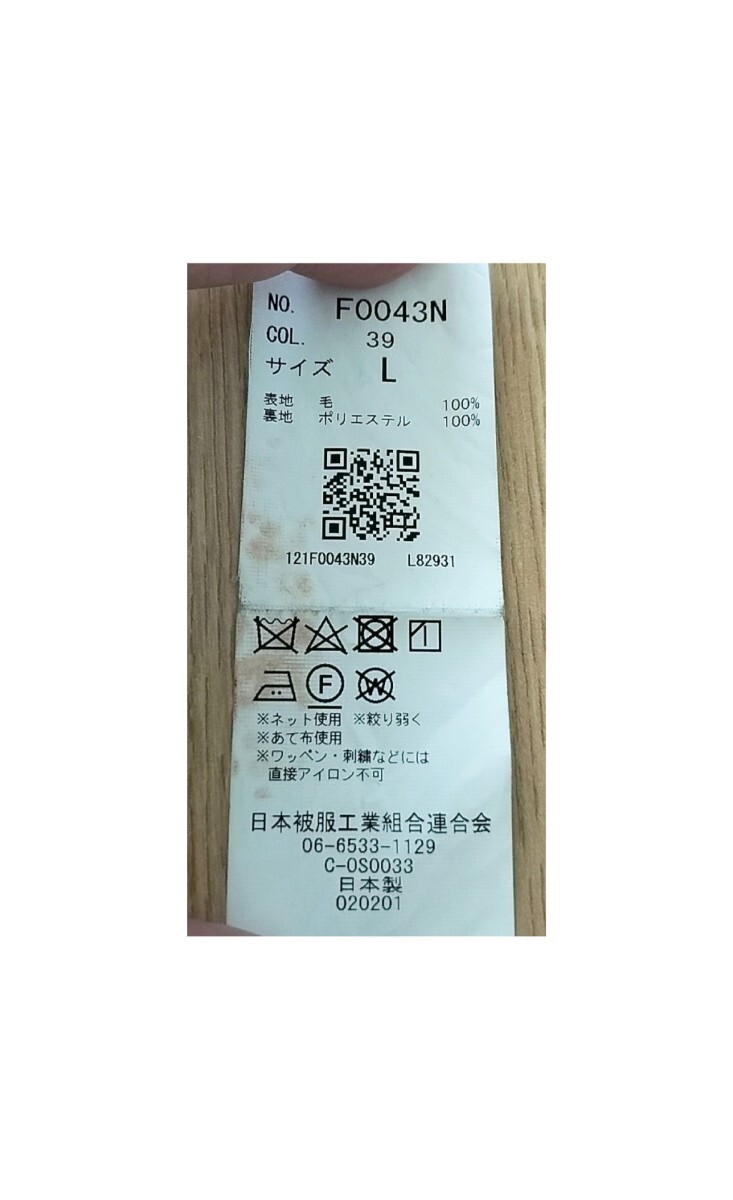 NO. F0043N
COL. 39
サイズ L
表地 毛 100%
裏地 ポリエステル 100%
121F0043N39 L82931
F
W
※ネット使用 ※絞り弱く
※あて布使用
※ワッペン・刺繍などには
直接アイロン不可
日本被服工業組合連合会
06-6533-1129
C-0S0033
日本製
020201